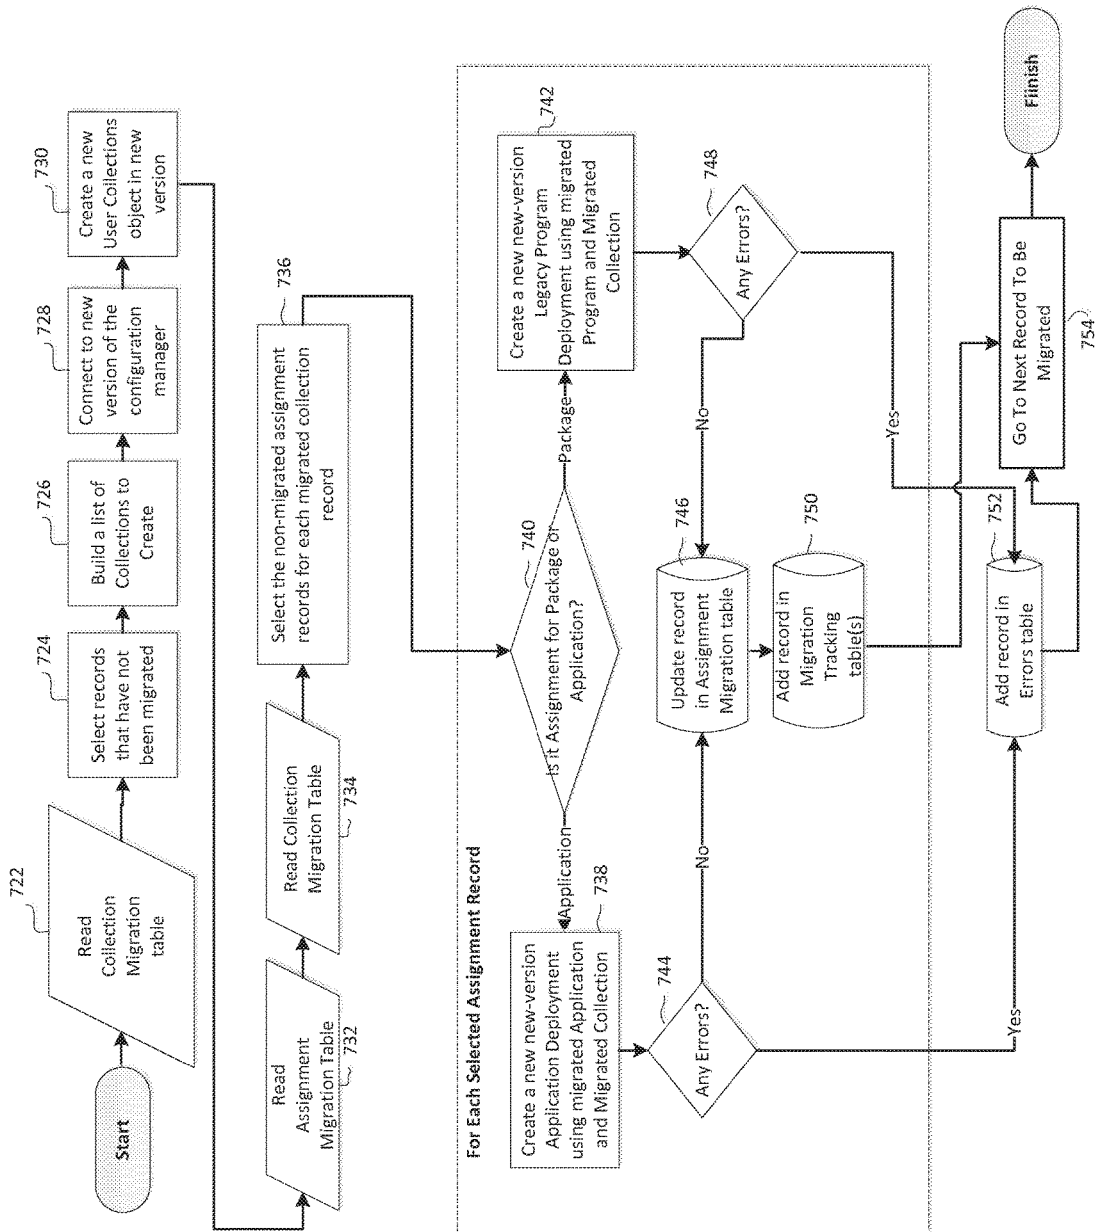 Start
722
Read
Collection
Migration
table
724
Select records
that have not
been migrated
726
Build a list of
Collections to
Create
728
Connect to new
version of the
configuration
manager
730
Create a new
User Collections
object in new
version
Read
Assignment
Migration Table
732
Read Collection
Migration Table
734
736
Select the non-migrated assignment
records for each migrated collection
record
For Each Selected Assignment Record
740
Is it Assignment for Package or
Application?
Application
Package
738
Create a new new-version
Application Deployment
using migrated Application
and Migrated Collection
742
Create a new new-version
Legacy Program
Deployment using migrated
Program and Migrated
Collection
744
Any Errors?
No
Yes
748
Any Errors?
No
Yes
746
Update record
in Assignment
Migration table
750
Add record in
Migration
Tracking
table(s)
752
Add record in
Errors table
Go To Next Record To Be
Migrated
754
Fiinish